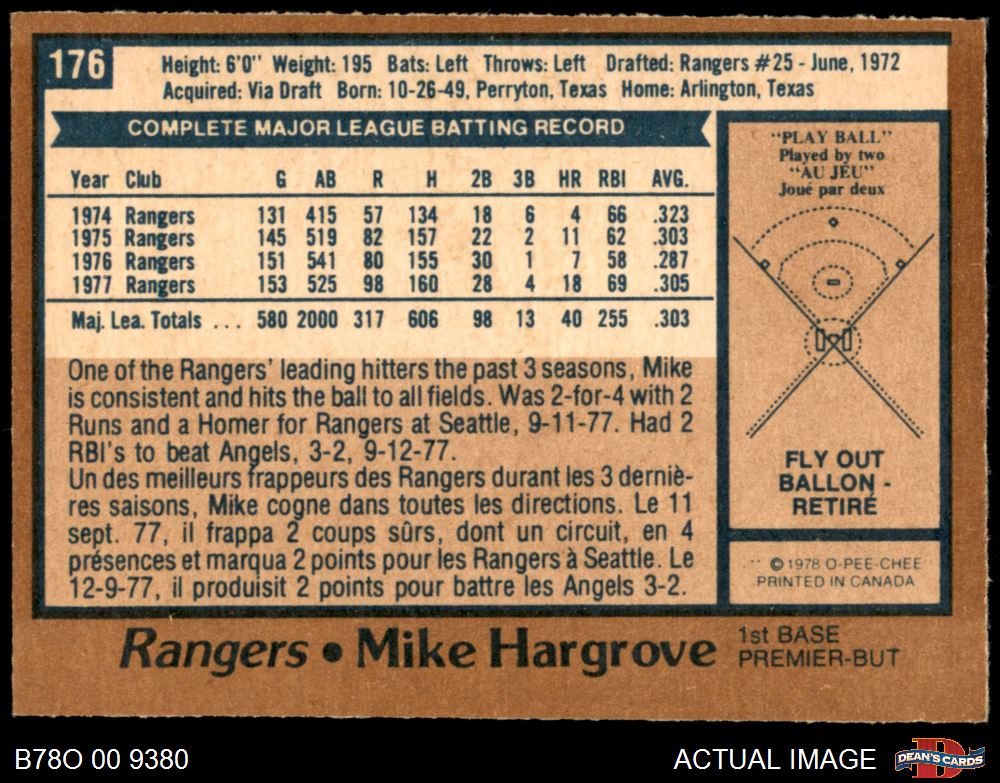 176
Height: 6'0" Weight: 195 Bats: Left Throws: Left Drafted: Rangers #25 - June, 1972
Acquired: Via Draft Born: 10-26-49, Perryton, Texas Home: Arlington, Texas
COMPLETE MAJOR LEAGUE BATTING RECORD
Year Club G AB R H 2B 3B HR RBI AVG.
1974 Rangers 131 415 57 134 18 6 4 66 .323
1975 Rangers 145 519 82 157 22 2 11 62 .303
1976 Rangers 151 541 80 155 30 1 7 58 .287
1977 Rangers 153 525 98 160 28 4 18 69 .305
Maj. Lea. Totals ... 580 2000 317 606 98 13 40 255 .303
One of the Rangers' leading hitters the past 3 seasons, Mike
is consistent and hits the ball to all fields. Was 2-for-4 with 2
Runs and a Homer for Rangers at Seattle, 9-11-77. Had 2
RBI's to beat Angels, 3-2, 9-12-77.
Un des meilleurs frappeurs des Rangers durant les 3 derniè-
res saisons, Mike cogne dans toutes les directions. Le 11
sept. 77, il frappa 2 coups sûrs, dont un circuit, en 4
présences et marqua 2 points pour les Rangers à Seattle. Le
12-9-77, il produisit 2 points pour battre les Angels 3-2.
"PLAY BALL"
Played by two
"AU JEU"
Joué par deux
FLY OUT
BALLON -
RETIRÉ
© 1978 O-PEE-CHEE
PRINTED IN CANADA
Rangers • Mike Hargrove
1st BASE
PREMIER-BUT
B78O 00 9380
ACTUAL IMAGE
DEAN'S CARDS